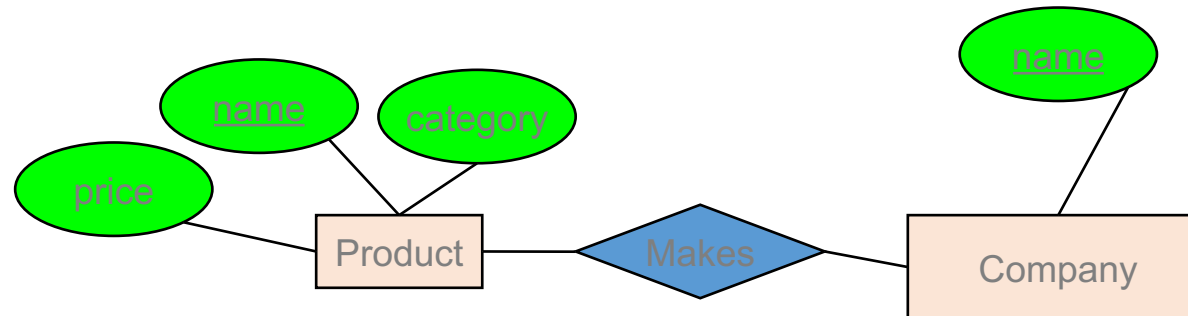 name
name
category
price
Product
Makes
Company